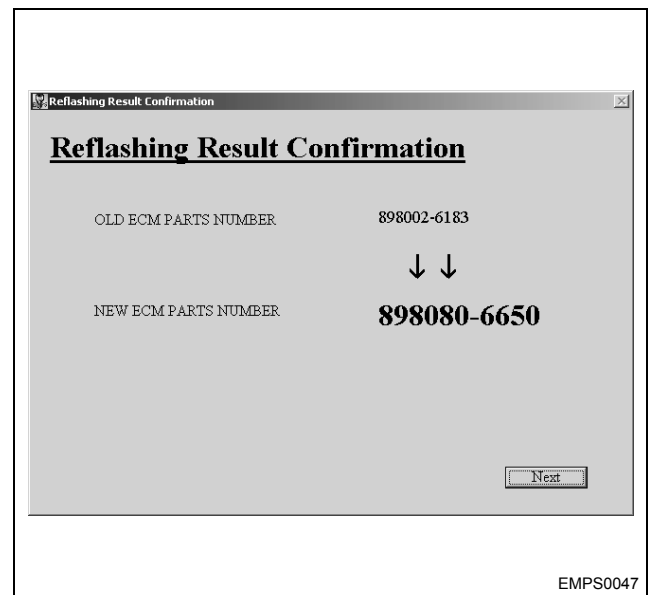 Reflashing Result Confirmation
Reflashing Result Confirmation
OLD ECM PARTS NUMBER 898002-6183
↓ ↓
NEW ECM PARTS NUMBER 898080-6650
Next
EMPS0047